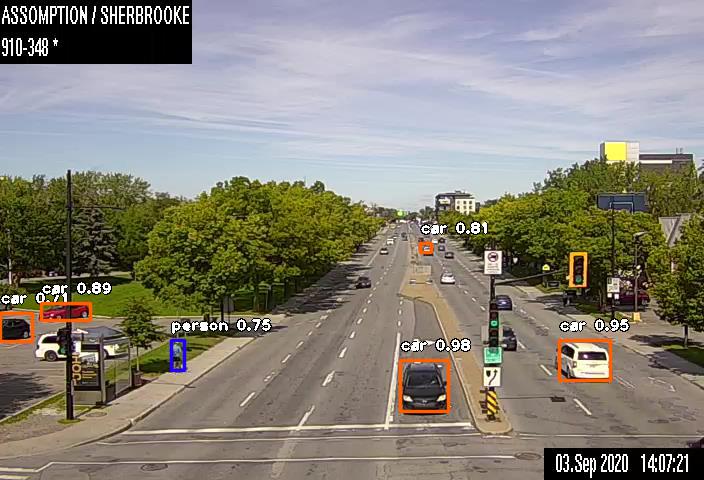 ASSOMPTION / SHERBROOKE
910-348 *
car 0.81
car 0.89
car 0.71
person 0.75
car 0.95
car 0.98
03.Sep 2020 14:07:21